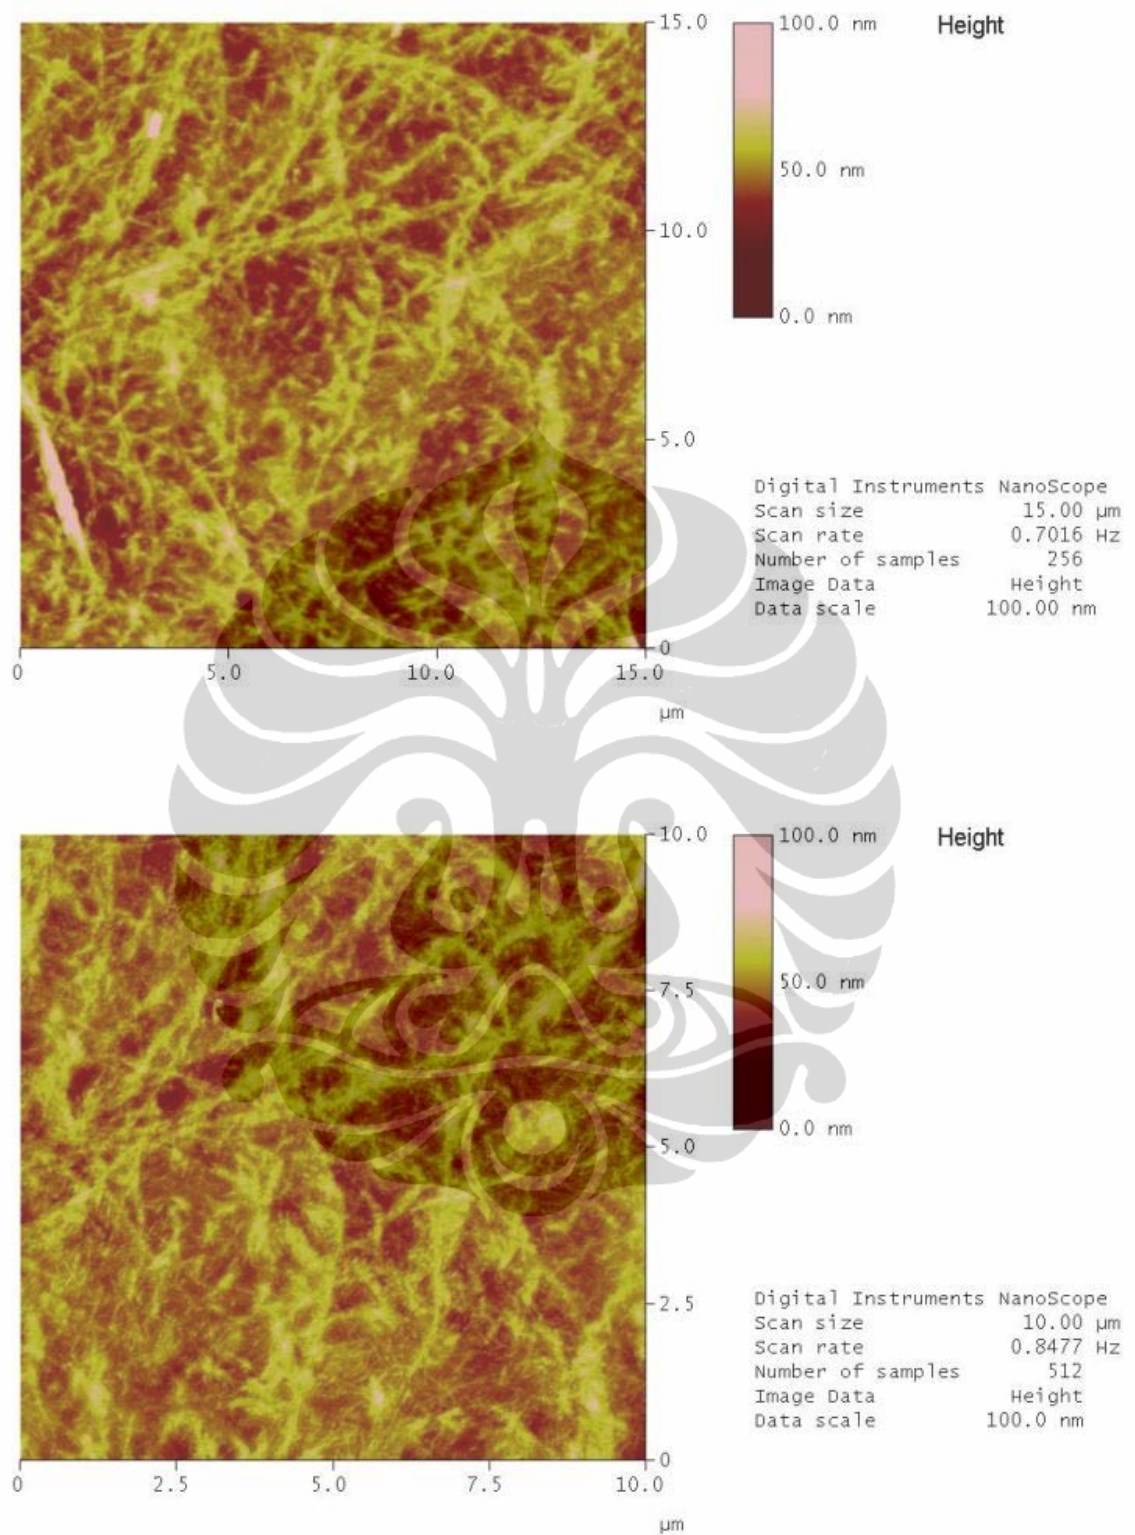 15.0
100.0 nm
Height
50.0 nm
10.0
0.0 nm
5.0
Digital Instruments NanoScope
Scan size 15.00 µm
Scan rate 0.7016 Hz
Number of samples 256
Image Data Height
Data scale 100.00 nm
0
0 5.0 10.0 15.0
µm
10.0
100.0 nm
Height
7.5
50.0 nm
5.0
0.0 nm
2.5
Digital Instruments NanoScope
Scan size 10.00 µm
Scan rate 0.8477 Hz
Number of samples 512
Image Data Height
Data scale 100.0 nm
0
0 2.5 5.0 7.5 10.0
µm